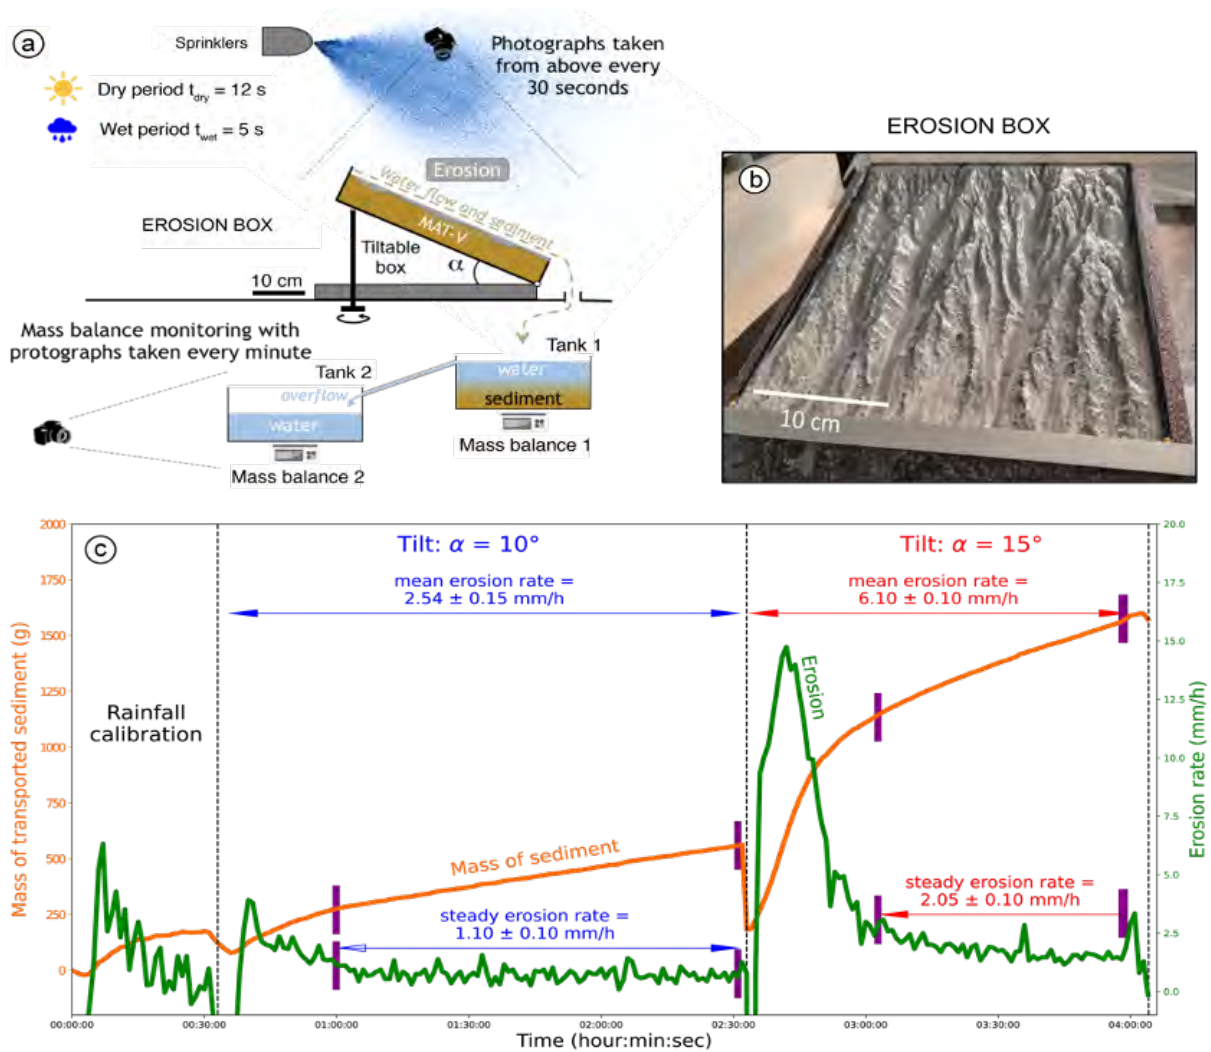 a
Sprinklers
Dry period t_dry = 12 s
Wet period t_wet = 5 s
Photographs taken
from above every
30 seconds
Erosion
Water flow and sediment
MAT-V
EROSION BOX
Tiltable
box
α
10 cm
Mass balance monitoring with
protographs taken every minute
Tank 1
water
sediment
Mass balance 1
Tank 2
overflow
water
Mass balance 2
EROSION BOX
b
10 cm
c
Mass of transported sediment (g)
2000
1750
1500
1250
1000
750
500
250
0
Rainfall
calibration
Tilt: α = 10°
mean erosion rate =
2.54 ± 0.15 mm/h
Mass of sediment
steady erosion rate =
1.10 ± 0.10 mm/h
Tilt: α = 15°
mean erosion rate =
6.10 ± 0.10 mm/h
Erosion
steady erosion rate =
2.05 ± 0.10 mm/h
20.0
17.5
15.0
12.5
10.0
7.5
5.0
2.5
0.0
Erosion rate (mm/h)
00:00:00
00:30:00
01:00:00
01:30:00
02:00:00
02:30:00
03:00:00
03:30:00
04:00:00
Time (hour:min:sec)